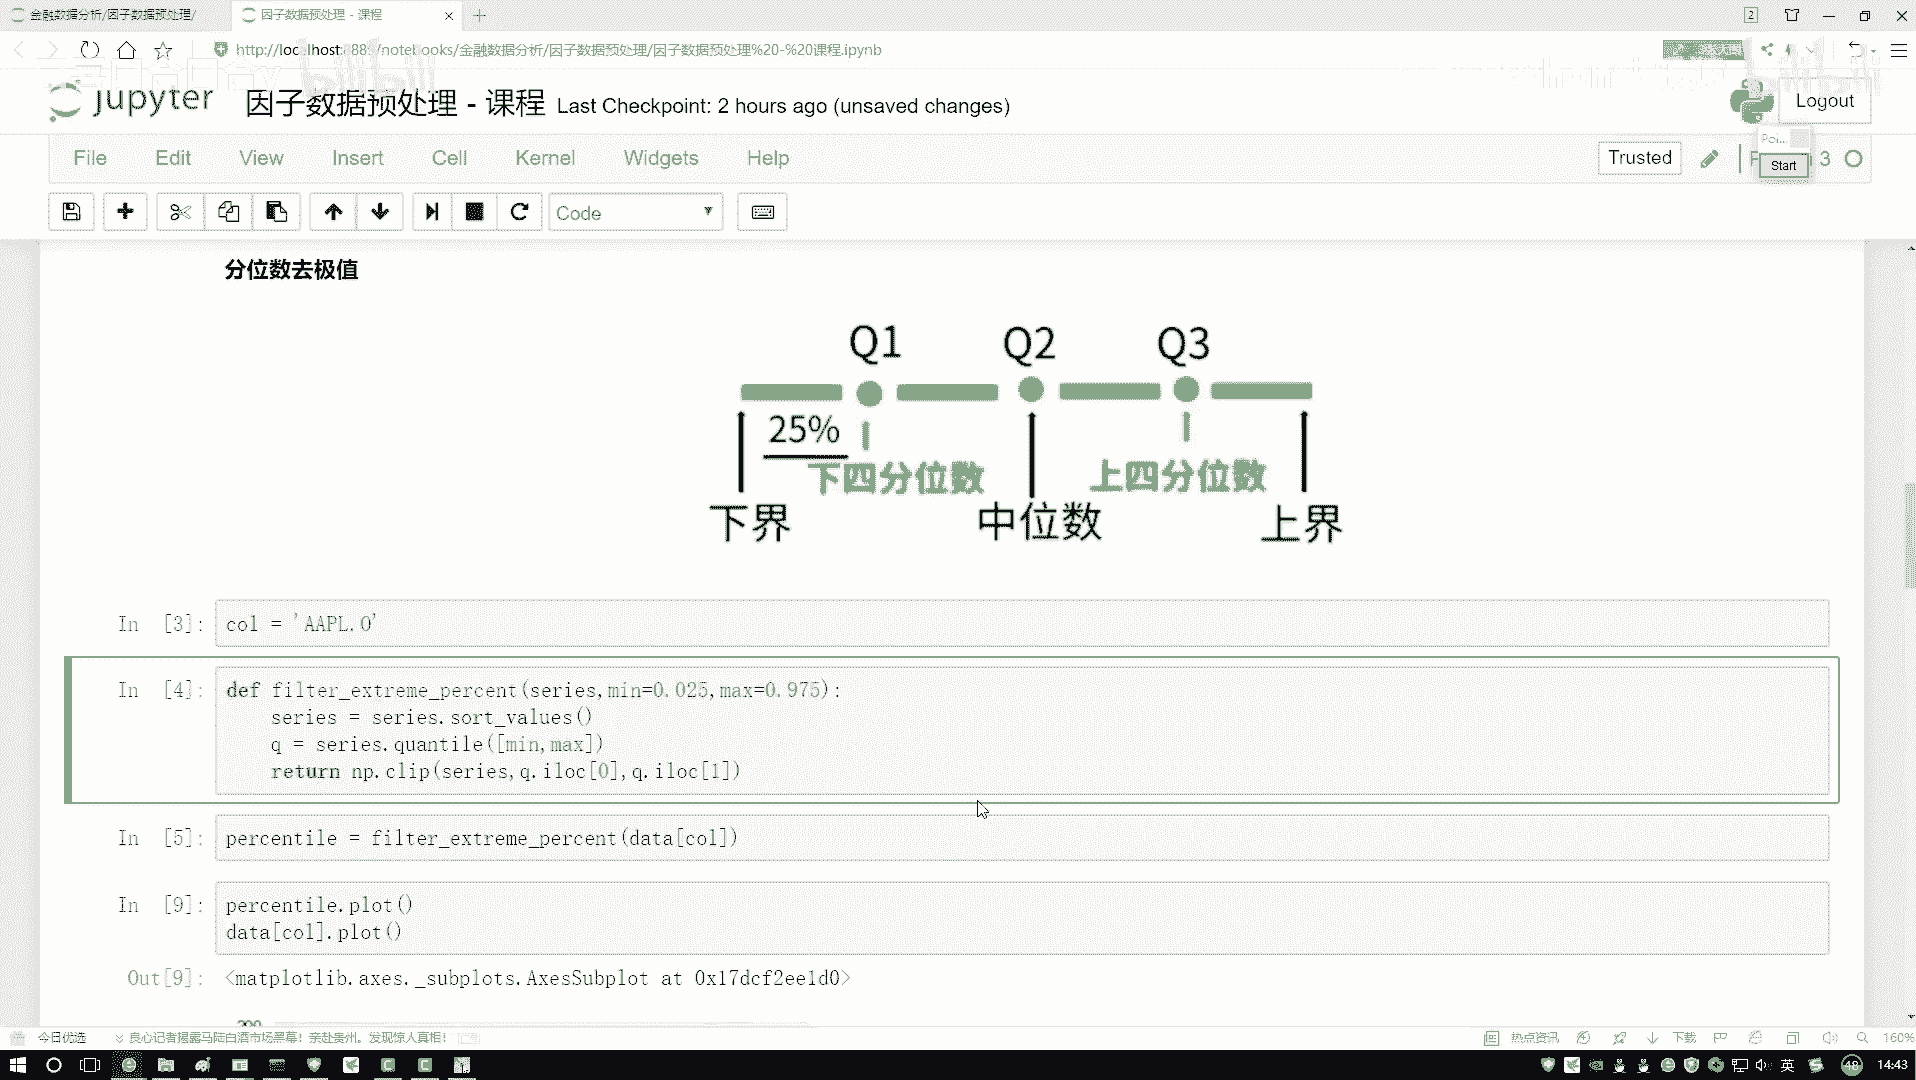 金融数据分析/因子数据预处理/
因子数据预处理 - 课程
2
http://localhost:888/notebooks/金融数据分析/因子数据预处理/因子数据预处理%20-%20课程.ipynb
bilibili
bilibili
jupyter 因子数据预处理 - 课程 Last Checkpoint: 2 hours ago (unsaved changes)
Logout
File Edit View Insert Cell Kernel Widgets Help
Trusted
3
Poi...
Start
Code
分位数去极值
Q1 Q2 Q3
25%
下四分位数 上四分位数
下界 中位数 上界
In [3]: col = 'AAPL.O'
In [4]: def filter_extreme_percent(series,min=0.025,max=0.975):
series = series.sort_values()
q = series.quantile([min,max])
return np.clip(series,q.iloc[0],q.iloc[1])
In [5]: percentile = filter_extreme_percent(data[col])
In [9]: percentile.plot()
data[col].plot()
Out[9]: <matplotlib.axes._subplots.AxesSubplot at 0x17dcf2ee1d0>
今日优选 良心记者揭露马陆白酒市场黑幕！亲赴贵州。发现惊人真相！
热点资讯 下载 160%
英 48 14:43